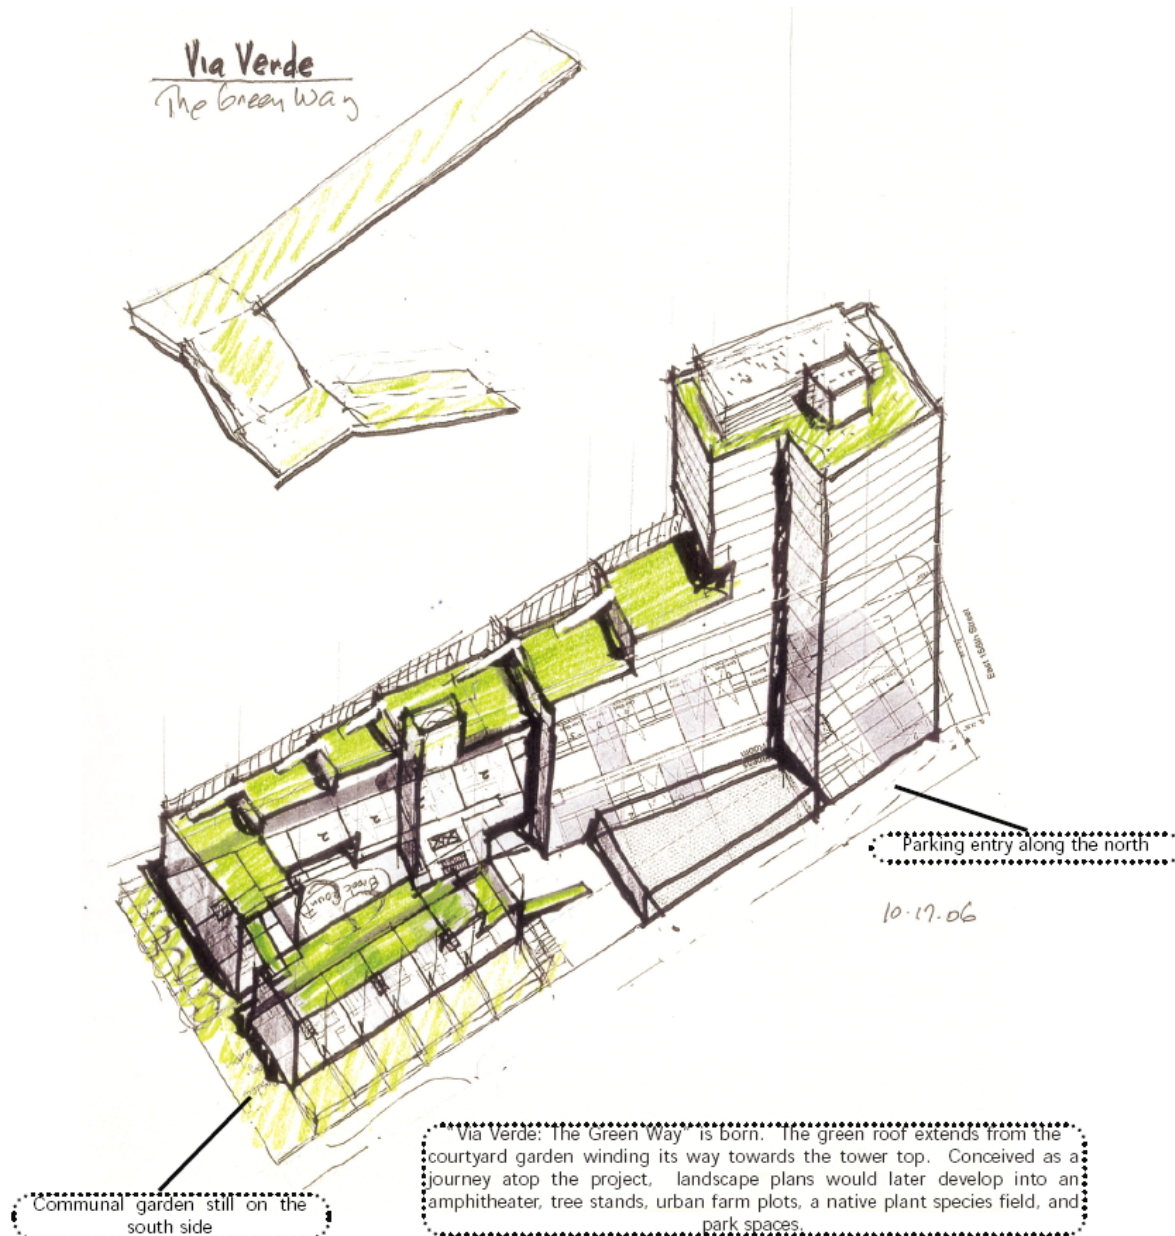 Via Verde
The Green Way
East 156th Street
2
2
2
Parking entry along the north
10-17-06
Communal garden still on the
south side
"Via Verde: The Green Way" is born. The green roof extends from the
courtyard garden winding its way towards the tower top. Conceived as a
journey atop the project, landscape plans would later develop into an
amphitheater, tree stands, urban farm plots, a native plant species field, and
park spaces.